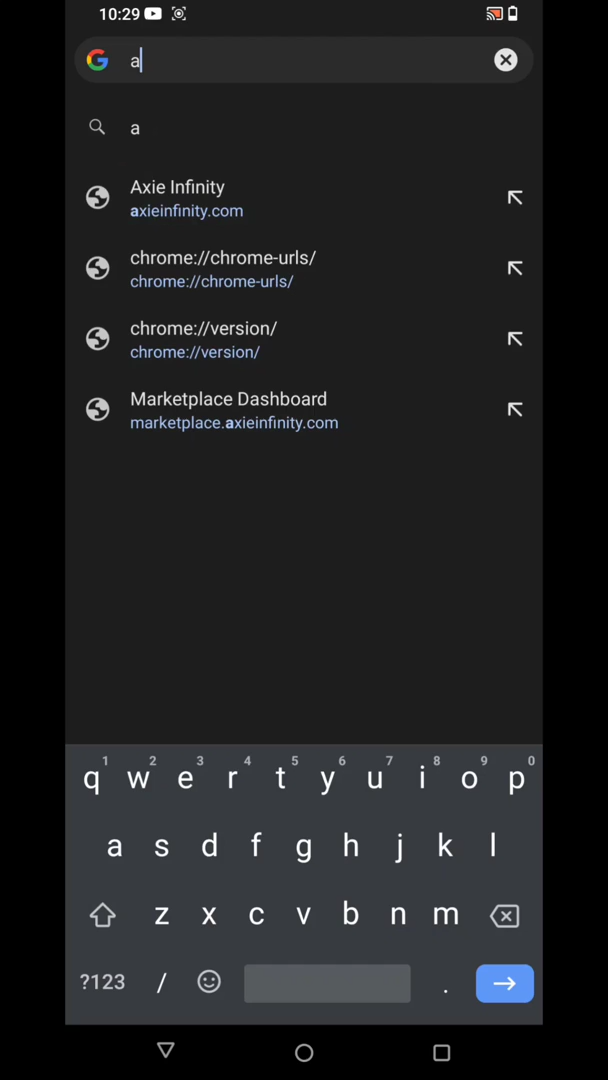 10:29
a
a
Axie Infinity
axieinfinity.com
chrome://chrome-urls/
chrome://chrome-urls/
chrome://version/
chrome://version/
Marketplace Dashboard
marketplace.axieinfinity.com
1 2 3 4 5 6 7 8 9 0
q w e r t y u i o p
a s d f g h j k l
z x c v b n m
?123 / .